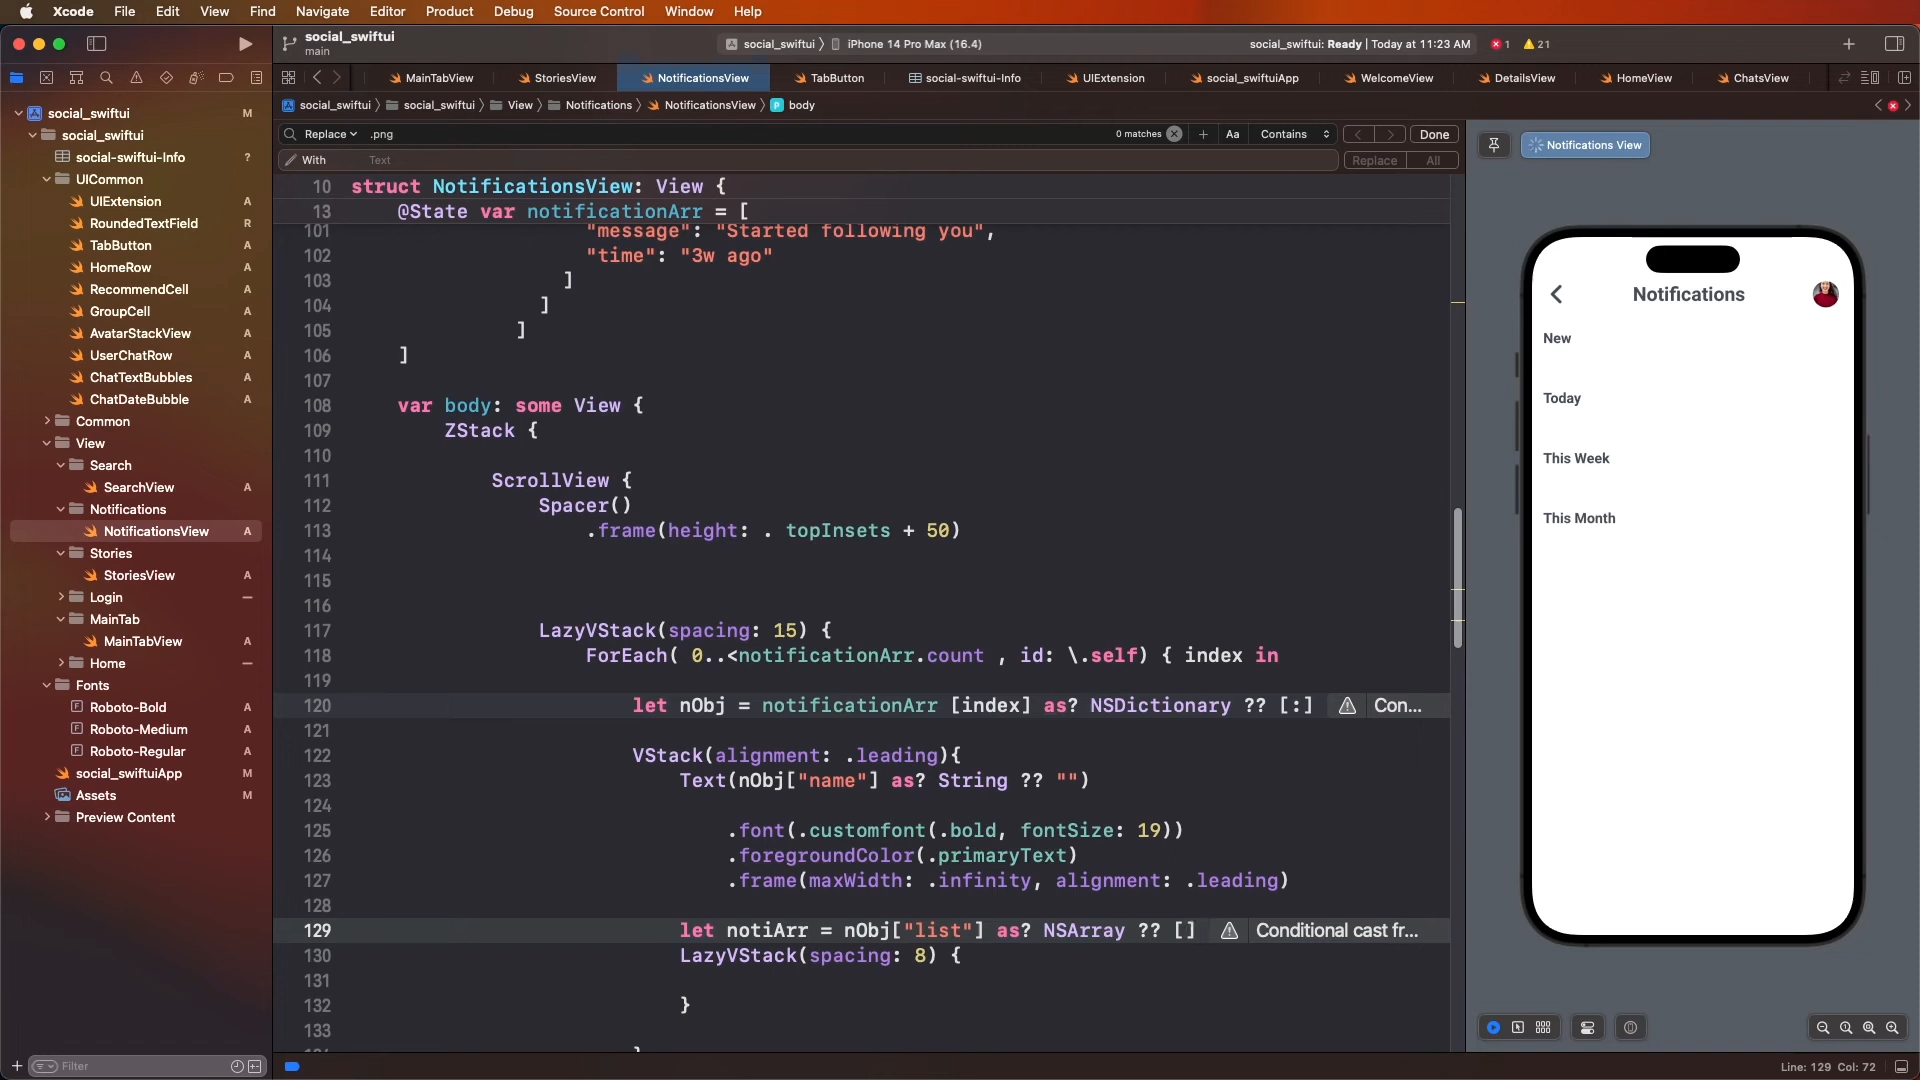 Xcode File Edit View Find Navigate Editor Product Debug Source Control Window Help
social_swiftui
main
social_swiftui 〉 iPhone 14 Pro Max (16.4)
social_swiftui: Ready | Today at 11:23 AM
1 21
MainTabView StoriesView NotificationsView TabButton social-swiftui-Info UIExtension social_swiftuiApp WelcomeView DetailsView HomeView ChatsView
social_swiftui 〉 social_swiftui 〉 View 〉 Notifications 〉 NotificationsView 〉 P body
Replace .png 0 matches Aa Contains Done
With Text Replace All
social_swiftui M
social_swiftui
social-swiftui-Info ?
UICommon
UIExtension A
RoundedTextField R
TabButton A
HomeRow A
RecommendCell A
GroupCell A
AvatarStackView A
UserChatRow A
ChatTextBubbles A
ChatDateBubble A
Common
View
Search
SearchView A
Notifications
NotificationsView A
Stories
StoriesView A
Login
MainTab
MainTabView A
Home
Fonts
Roboto-Bold A
Roboto-Medium A
Roboto-Regular A
social_swiftuiApp M
Assets M
Preview Content
Filter
10 struct NotificationsView: View {
13 @State var notificationArr = [
101 "message": "Started following you",
102 "time": "3w ago"
103 ]
104 ]
105 ]
106 ]
107
108 var body: some View {
109 ZStack {
110
111 ScrollView {
112 Spacer()
113 .frame(height: . topInsets + 50)
114
115
116
117 LazyVStack(spacing: 15) {
118 ForEach( 0..<notificationArr.count , id: \.self) { index in
119
120 let nObj = notificationArr [index] as? NSDictionary ?? [:] Con...
121
122 VStack(alignment: .leading){
123 Text(nObj["name"] as? String ?? "")
124
125 .font(.customfont(.bold, fontSize: 19))
126 .foregroundColor(.primaryText)
127 .frame(maxWidth: .infinity, alignment: .leading)
128
129 let notiArr = nObj["list"] as? NSArray ?? [] Conditional cast fr...
130 LazyVStack(spacing: 8) {
131
132 }
133
Notifications View
Notifications
New
Today
This Week
This Month
Line: 129 Col: 72